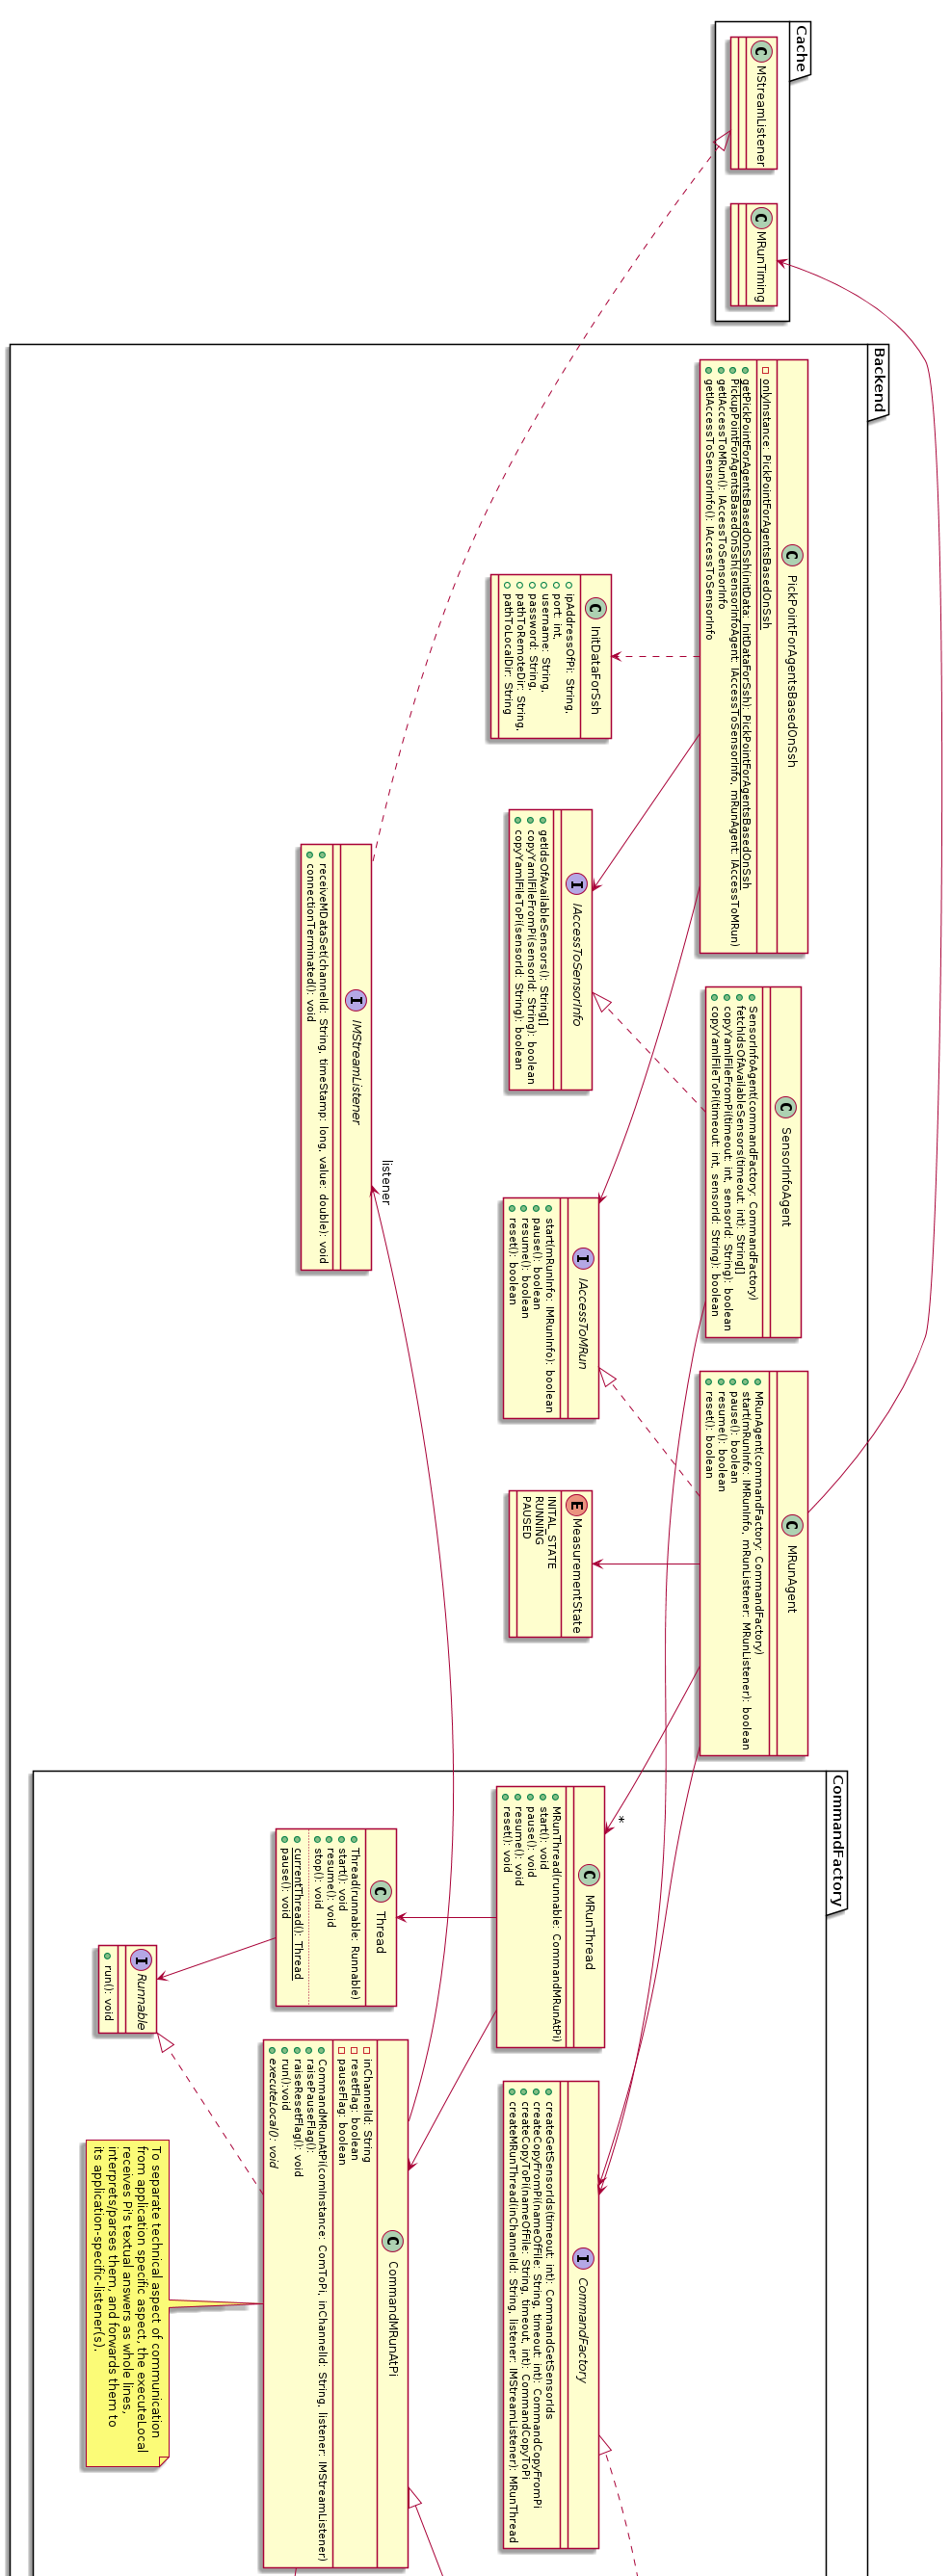 Cache
C MStreamListener
C MRunTiming
Backend
C PickPointForAgentsBasedOnSsh
onlyInstance: PickPointForAgentsBasedOnSsh
getPickPointForAgentsBasedOnSsh(initData: InitDataForSsh): PickPointForAgentsBasedOnSsh
PickupPointForAgentsBasedOnSsh(sensorInfoAgent: IAccessToSensorInfo, mRunAgent: IAccessToMRun)
getIAccessToMRun(): IAccessToSensorInfo
getIAccessToSensorInfo(): IAccessToSensorInfo
C SensorInfoAgent
SensorInfoAgent(commandFactory: CommandFactory)
fetchIdsOfAvailableSensors(timeout: int): String[]
copyYamlFileFromPi(timeout: int, sensorId: String): boolean
copyYamlFileToPi(timeout: int, sensorId: String): boolean
C MRunAgent
MRunAgent(commandFactory: CommandFactory)
start(mRunInfo: IMRunInfo, mRunListener: MRunListener): boolean
pause(): boolean
resume(): boolean
reset(): boolean
C InitDataForSsh
ipAddressOfPi: String,
port: int,
username: String,
password: String,
pathToRemoteDir: String,
pathToLocalDir: String
I IAccessToSensorInfo
getIdsOfAvailableSensors(): String[]
copyYamlFileFromPi(sensorId: String): boolean
copyYamlFileToPi(sensorId: String): boolean
I IAccessToMRun
start(mRunInfo: IMRunInfo): boolean
pause(): boolean
resume(): boolean
reset(): boolean
E MeasurementState
INITAL_STATE
RUNNING
PAUSED
I IMStreamListener
receiveMDataSet(channelId: String, timeStamp: long, value: double): void
connectionTerminated(): void
listener
CommandFactory
*
C MRunThread
MRunThread(runnable: CommandMRunAtPi)
start(): void
pause(): void
resume(): void
reset(): void
I CommandFactory
createGetSensorIds(timeout: int): CommandGetSensorIds
createCopyFromPi(nameOfFile: String, timeout: int): CommandCopyFromPi
createCopyToPi(nameOfFile: String, timeout, int): CommandCopyToPi
createMRunThread(inChannelId: String, listener: IMStreamListener): MRunThread
C Thread
Thread(runnable: Runnable)
start(): void
resume(): void
stop(): void
currentThread(): Thread
pause(): void
C CommandMRunAtPi
inChannelId: String
resetFlag: boolean
pauseFlag: boolean
CommandMRunAtPi(comInstance: ComToPi, inChannelId: String, listener: IMStreamListener)
raisePauseFlag():
raiseResetFlag(): void
run():void
executeLocal(): void
I Runnable
run(): void
To separate technical aspect of communication
from application specific aspect, the executeLocal
receives Pi's textual answers as whole lines,
interprets/parses them, and forwards them to
its application-specific-listener(s).